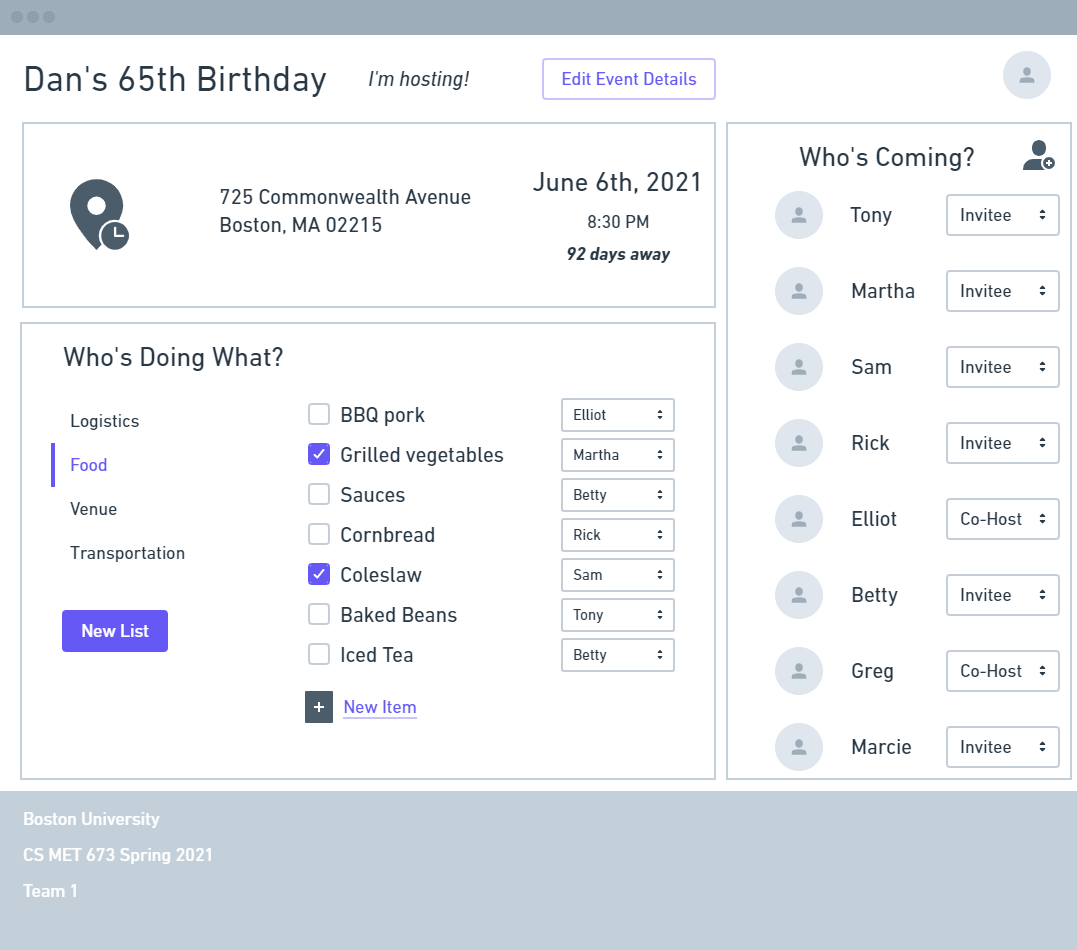 Dan's 65th Birthday
I'm hosting!
Edit Event Details
725 Commonwealth Avenue
Boston, MA 02215
June 6th, 2021
8:30 PM
92 days away
Who's Doing What?
Logistics
Food
Venue
Transportation
New List
BBQ pork Elliot
Grilled vegetables Martha
Sauces Betty
Cornbread Rick
Coleslaw Sam
Baked Beans Tony
Iced Tea Betty
New Item
Who's Coming?
Tony Invitee
Martha Invitee
Sam Invitee
Rick Invitee
Elliot Co-Host
Betty Invitee
Greg Co-Host
Marcie Invitee
Boston University
CS MET 673 Spring 2021
Team 1